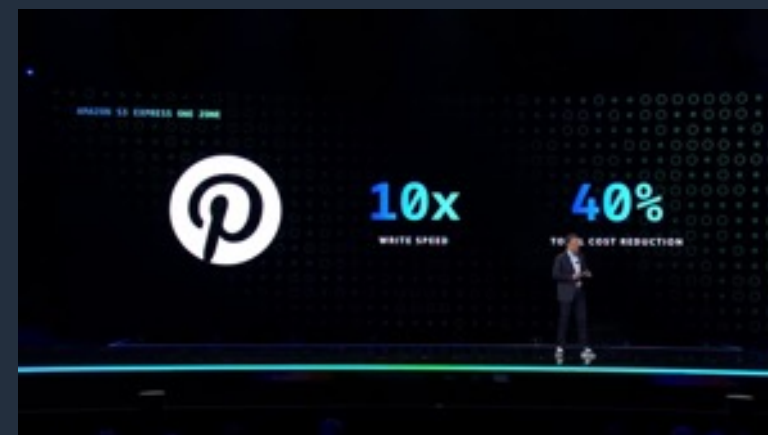 AMAZON S3 EXPRESS ONE ZONE
10x
40%
WRITE SPEED
COST REDUCTION